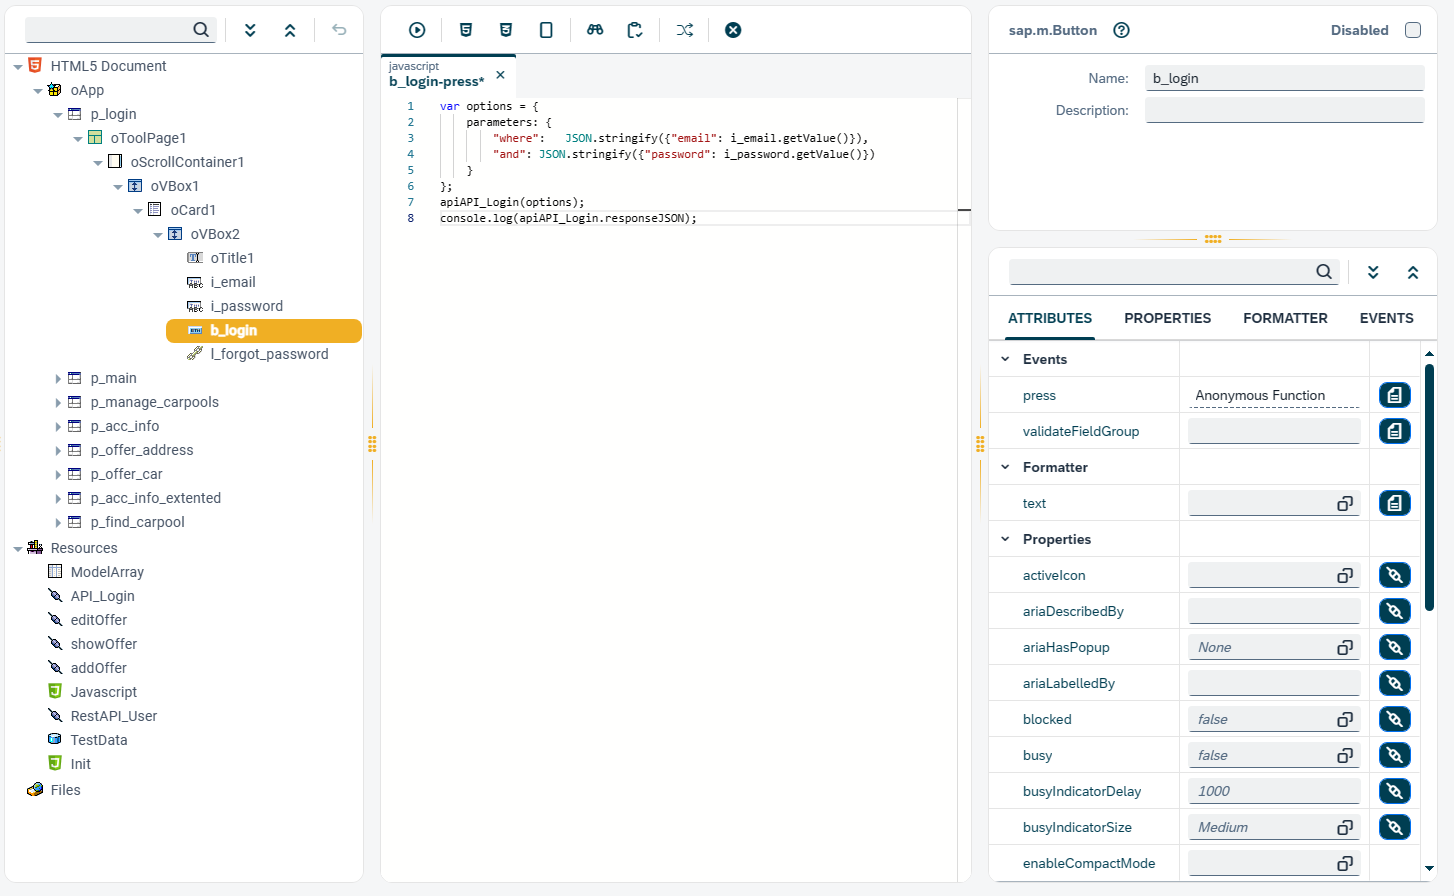 HTML5 Document
oApp
p_login
oToolPage1
oScrollContainer1
oVBox1
oCard1
oVBox2
oTitle1
i_email
i_password
b_login
l_forgot_password
p_main
p_manage_carpools
p_acc_info
p_offer_address
p_offer_car
p_acc_info_extented
p_find_carpool
Resources
ModelArray
API_Login
editOffer
showOffer
addOffer
Javascript
RestAPI_User
TestData
Init
Files
javascript
b_login-press*
1 var options = {
2 parameters: {
3 "where":   JSON.stringify({"email": i_email.getValue()}),
4 "and": JSON.stringify({"password": i_password.getValue()})
5 }
6 };
7 apiAPI_Login(options);
8 console.log(apiAPI_Login.responseJSON);
sap.m.Button Disabled
Name: b_login
Description:
ATTRIBUTES PROPERTIES FORMATTER EVENTS
Events
press Anonymous Function
validateFieldGroup
Formatter
text
Properties
activeIcon
ariaDescribedBy
ariaHasPopup None
ariaLabelledBy
blocked false
busy false
busyIndicatorDelay 1000
busyIndicatorSize Medium
enableCompactMode